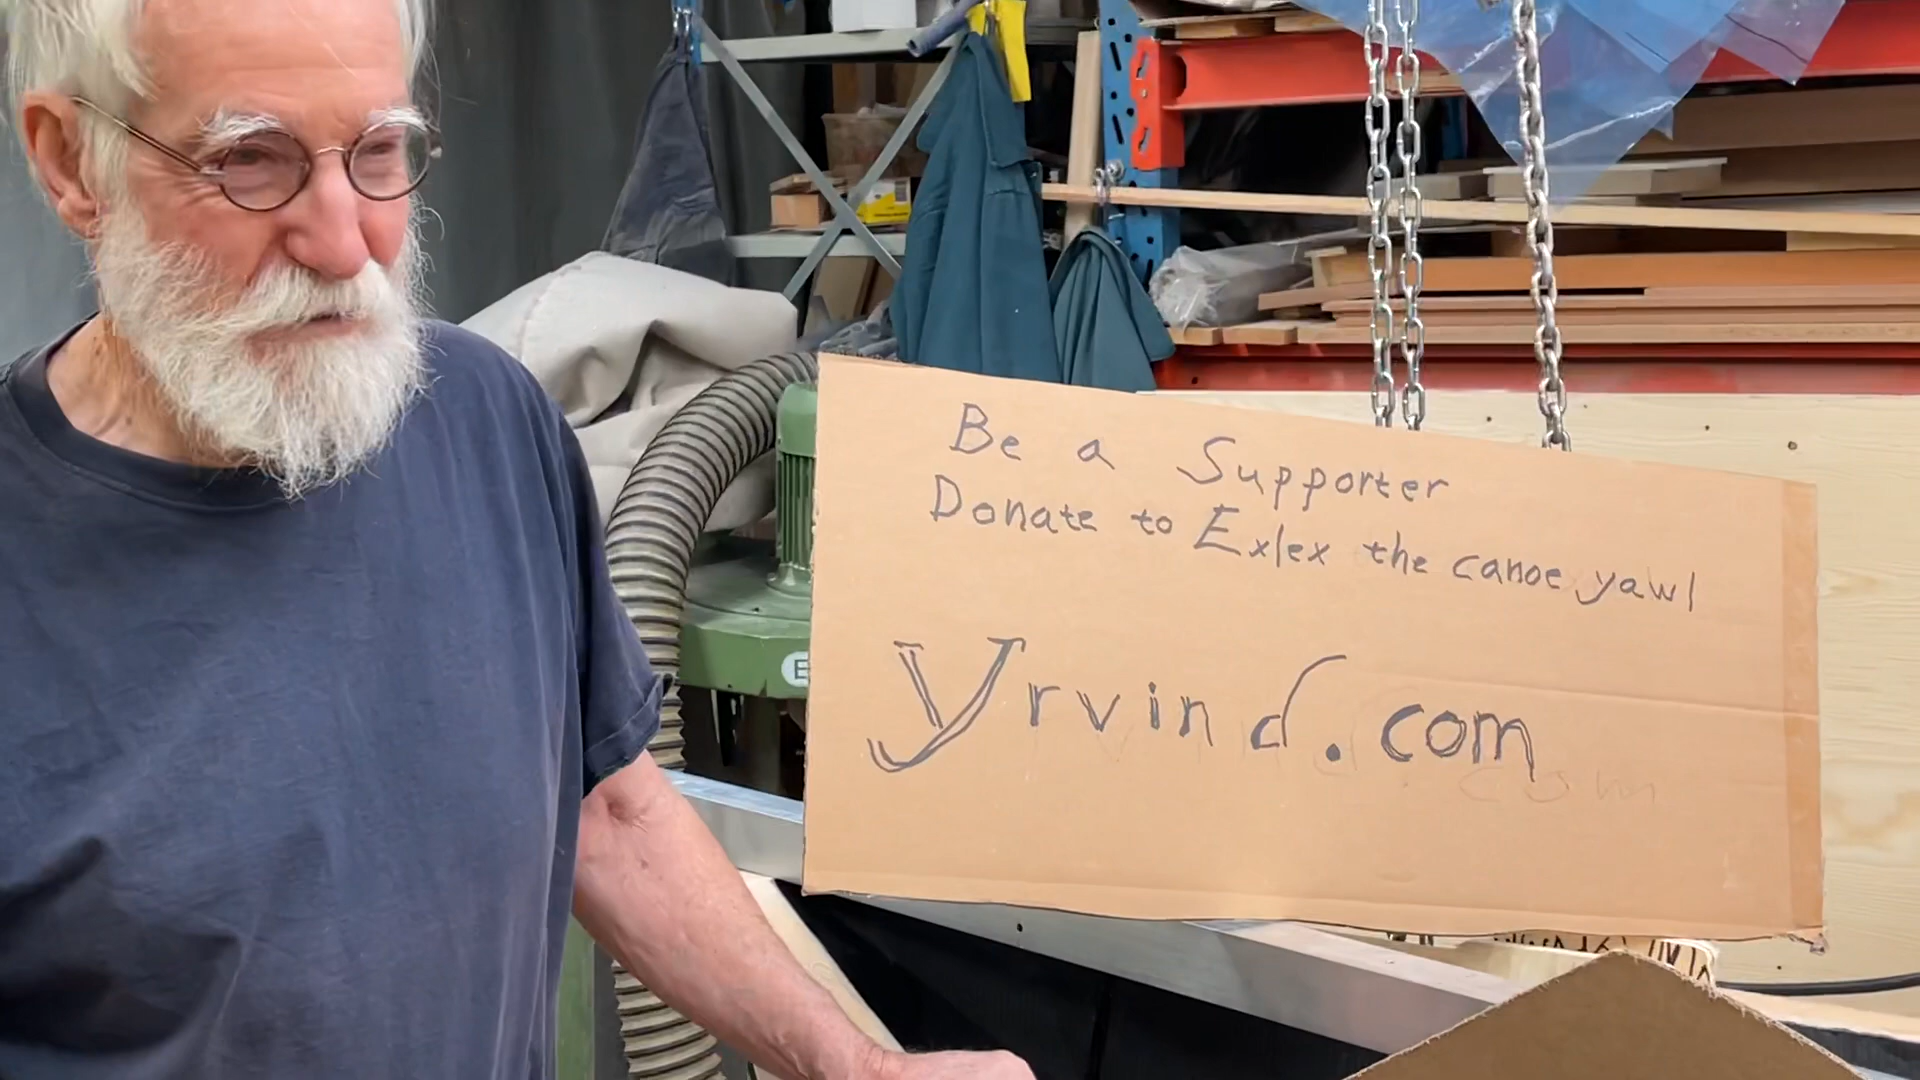 Be a Supporter
Donate to Exlex the canoe yawl
Yrvind.com